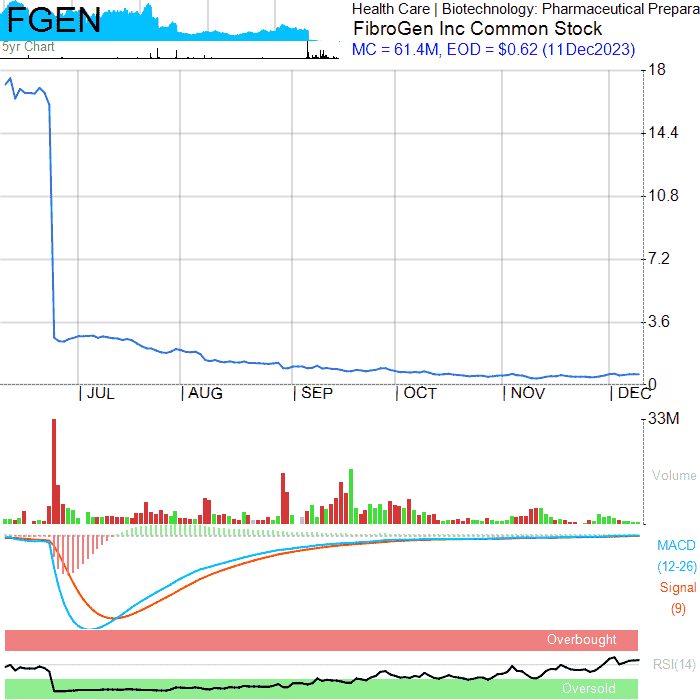 FGEN
5yr Chart
Health Care | Biotechnology: Pharmaceutical Prepara
FibroGen Inc Common Stock
MC = 61.4M, EOD = $0.62 (11Dec2023)
18
14.4
10.8
7.2
3.6
0
| JUL | AUG | SEP | OCT | NOV | DEC
33M
Volume
MACD
(12-26)
Signal
(9)
Overbought
RSI(14)
Oversold